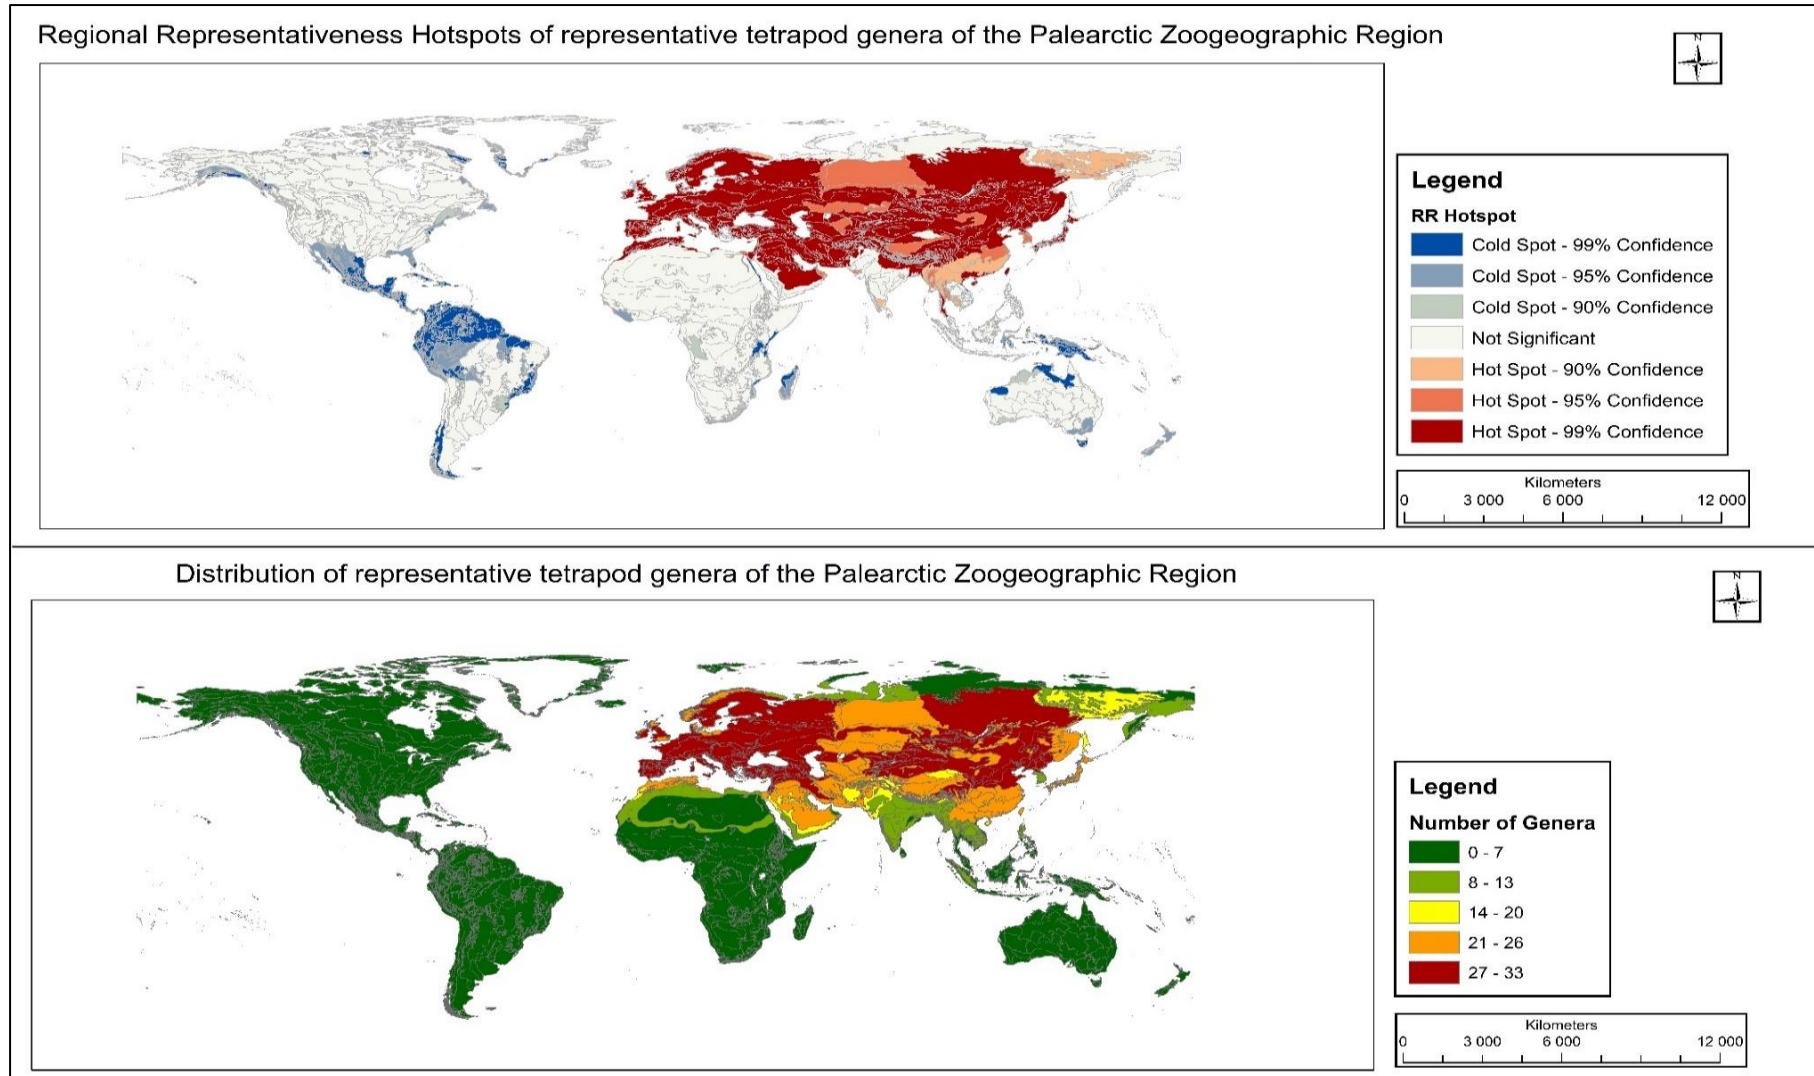 Regional Representativeness Hotspots of representative tetrapod genera of the Palearctic Zoogeographic Region
N
Legend
RR Hotspot
Cold Spot - 99% Confidence
Cold Spot - 95% Confidence
Cold Spot - 90% Confidence
Not Significant
Hot Spot - 90% Confidence
Hot Spot - 95% Confidence
Hot Spot - 99% Confidence
Kilometers
0 3 000 6 000 12 000
Distribution of representative tetrapod genera of the Palearctic Zoogeographic Region
N
Legend
Number of Genera
0 - 7
8 - 13
14 - 20
21 - 26
27 - 33
Kilometers
0 3 000 6 000 12 000